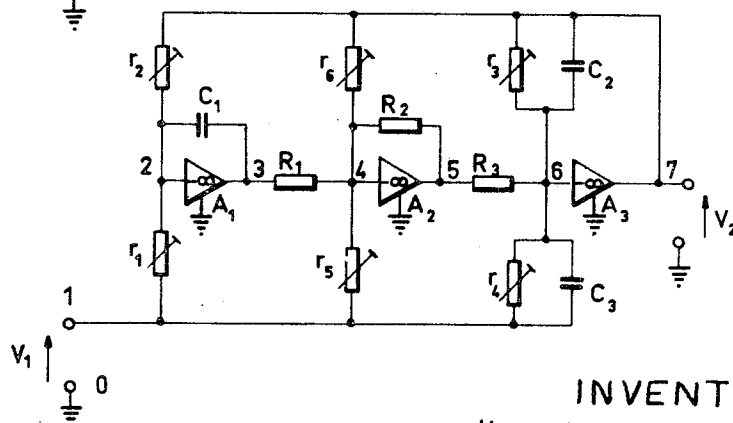 r2 r6 r3 C2
C1 R2
2 3 R1 4 5 R3 6 7
-∞ -∞ -∞
A1 A2 A3 V2
r1 r5 r4 C3
1
V1
0
INVENT